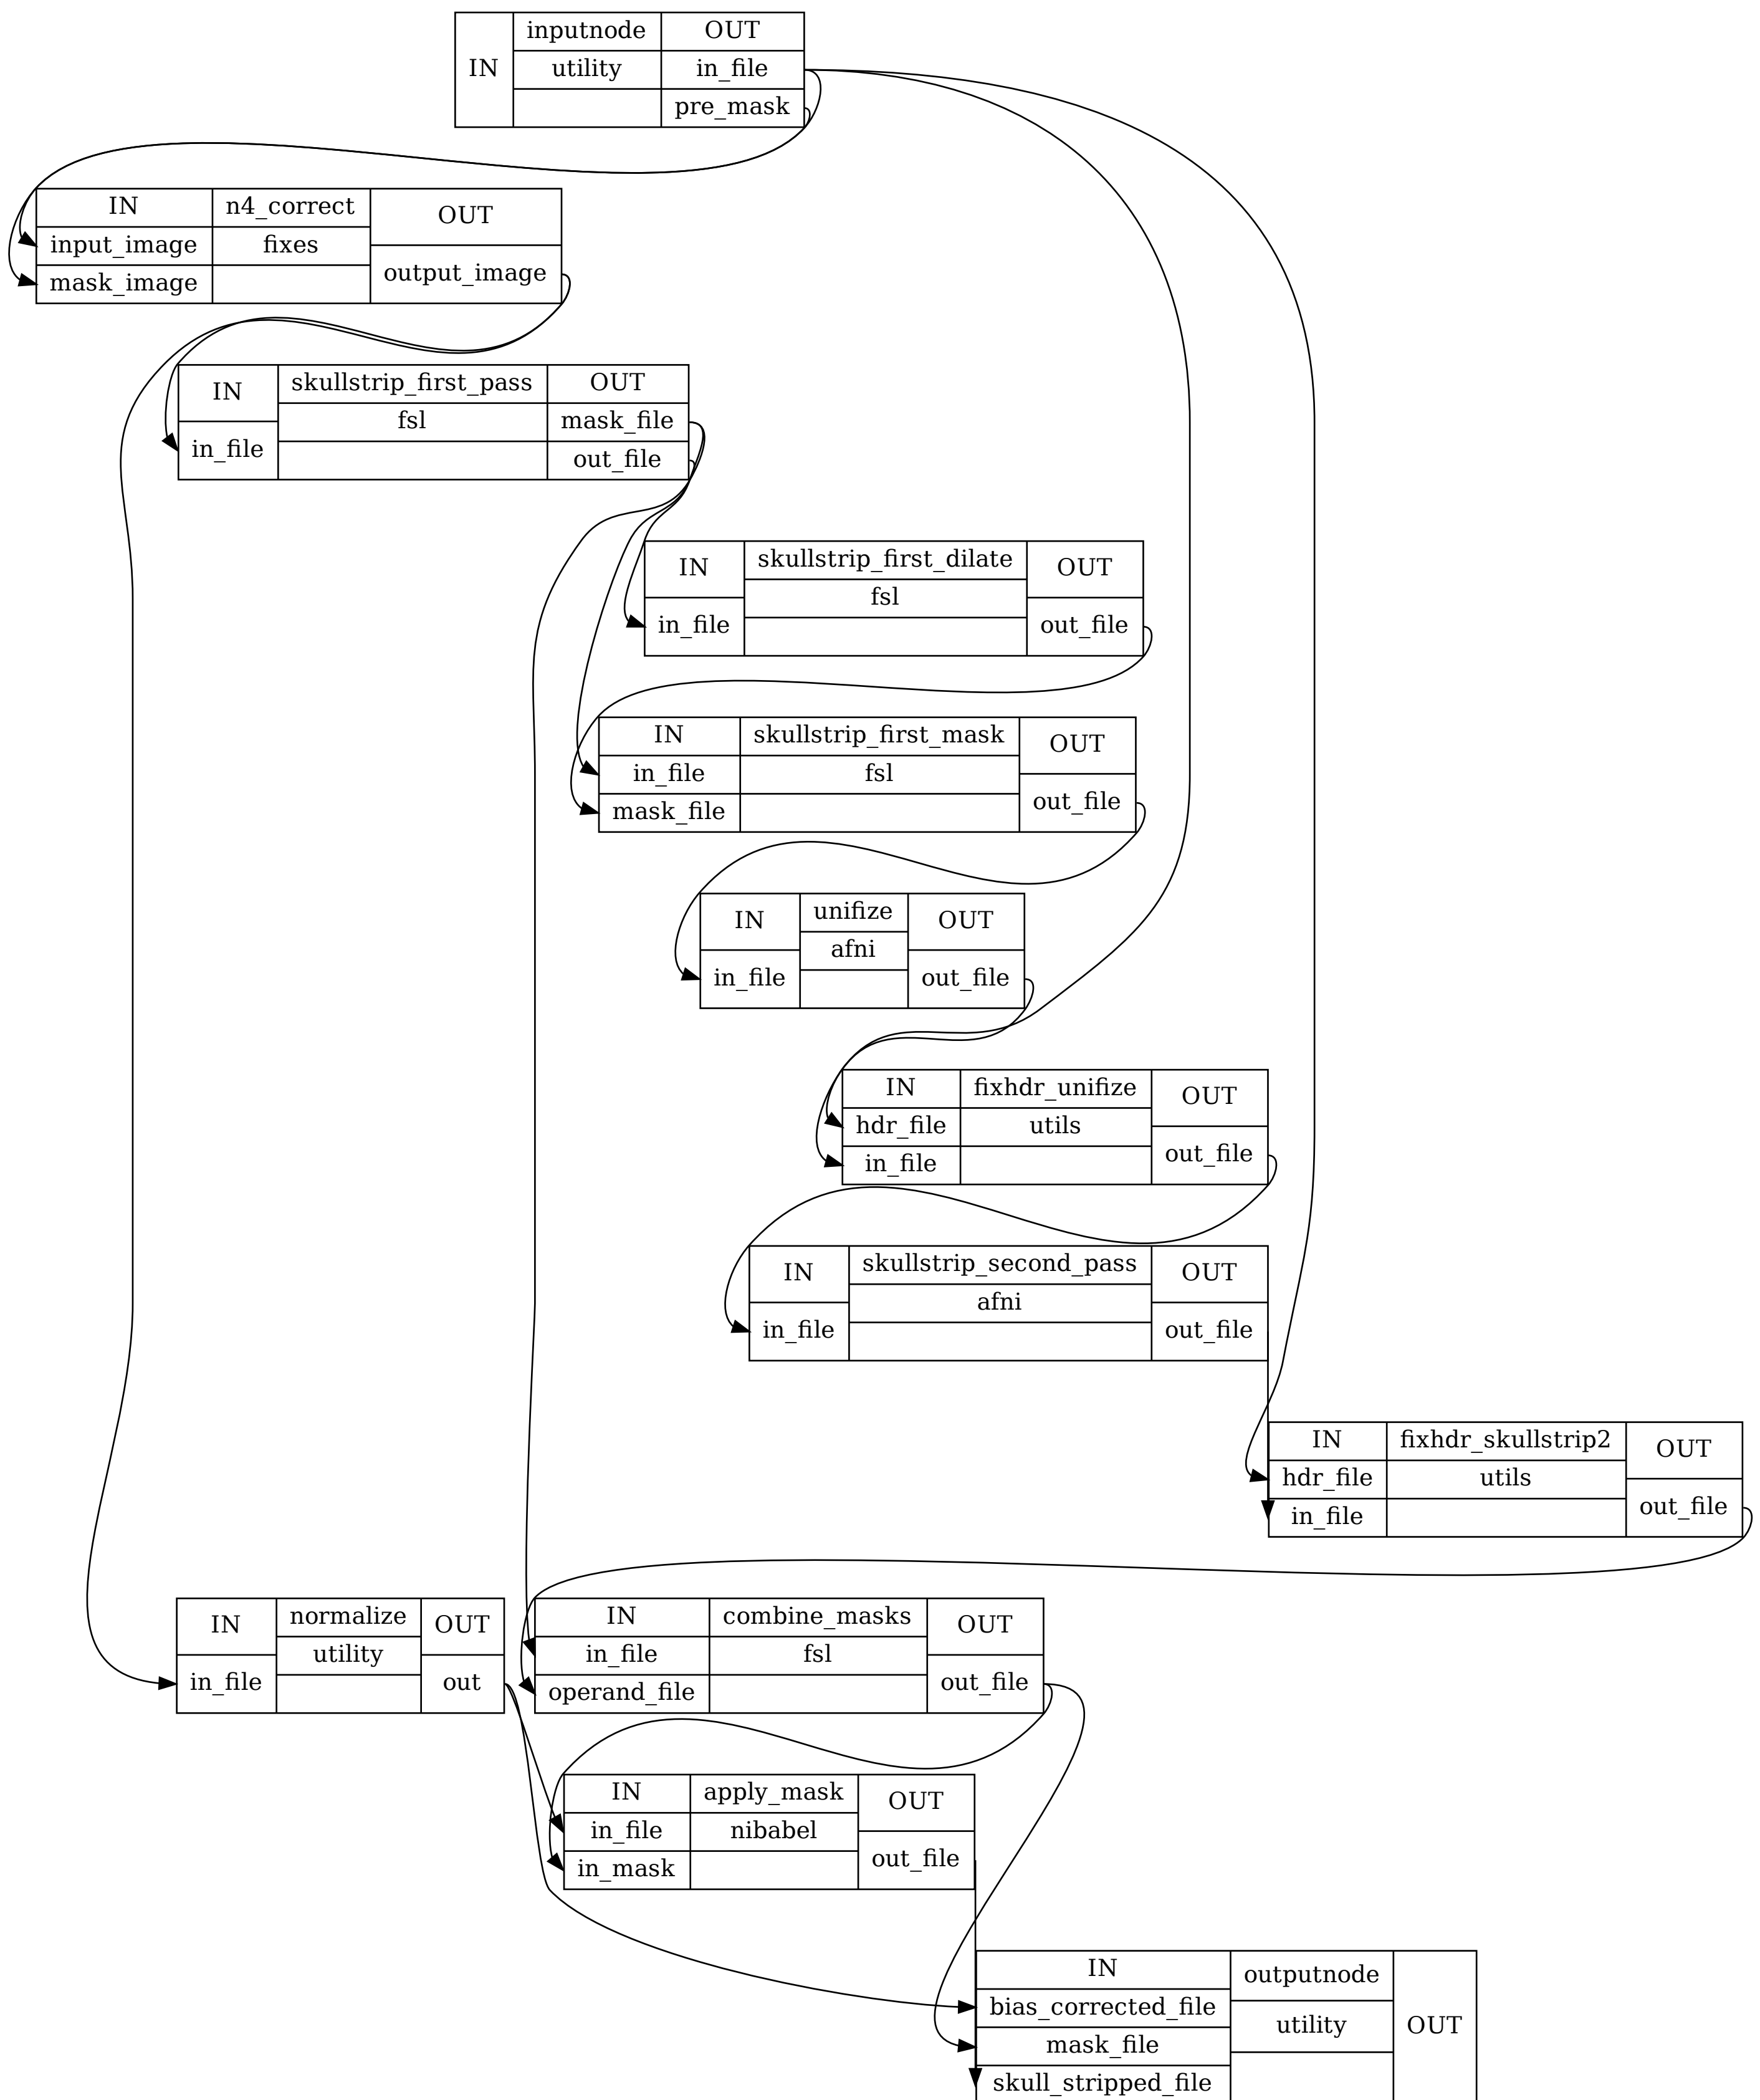 IN
inputnode
utility
OUT
in_file
pre_mask
IN
input_image
mask_image
n4_correct
fixes
OUT
output_image
IN
in_file
skullstrip_first_pass
fsl
OUT
mask_file
out_file
IN
in_file
skullstrip_first_dilate
fsl
OUT
out_file
IN
in_file
mask_file
skullstrip_first_mask
fsl
OUT
out_file
IN
in_file
unifize
afni
OUT
out_file
IN
hdr_file
in_file
fixhdr_unifize
utils
OUT
out_file
IN
in_file
skullstrip_second_pass
afni
OUT
out_file
IN
hdr_file
in_file
fixhdr_skullstrip2
utils
OUT
out_file
IN
in_file
normalize
utility
OUT
out
IN
in_file
operand_file
combine_masks
fsl
OUT
out_file
IN
in_file
in_mask
apply_mask
nibabel
OUT
out_file
IN
bias_corrected_file
mask_file
skull_stripped_file
outputnode
utility
OUT